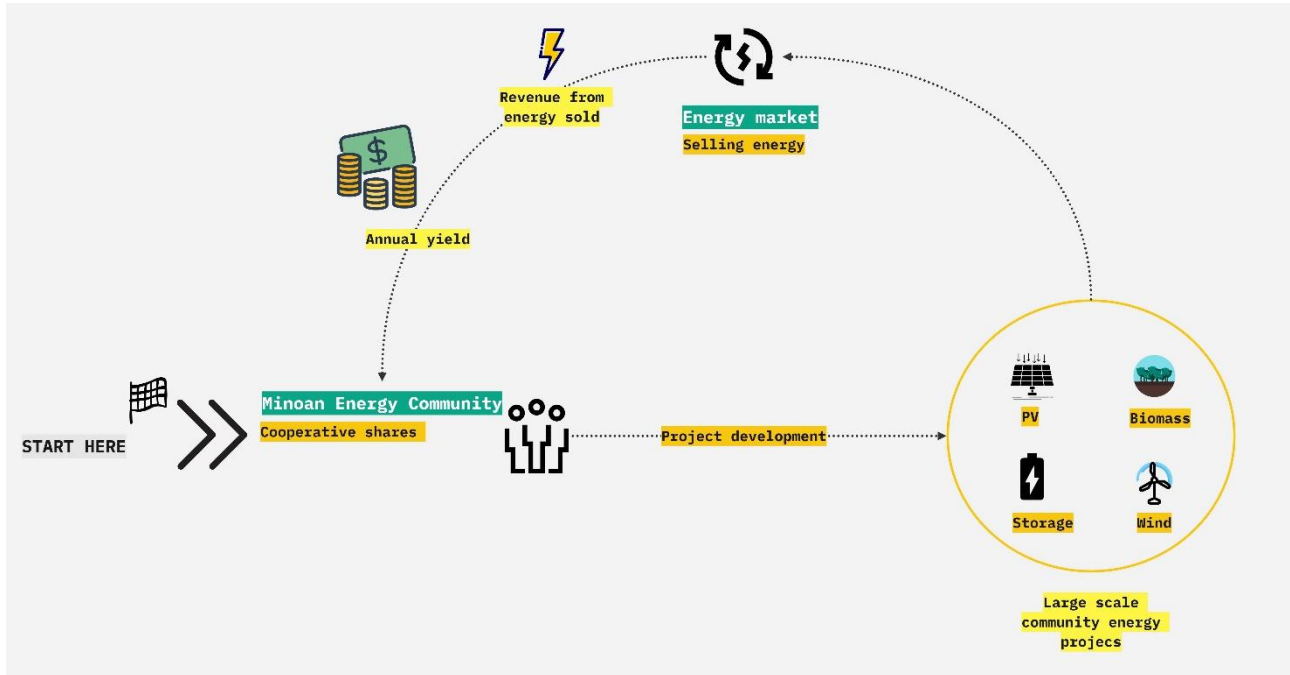 Revenue from
energy sold
Energy market
Selling energy
$
Annual yield
START HERE
Minoan Energy Community
Cooperative shares
Project development
PV
Biomass
Storage
Wind
Large scale
community energy
projecs